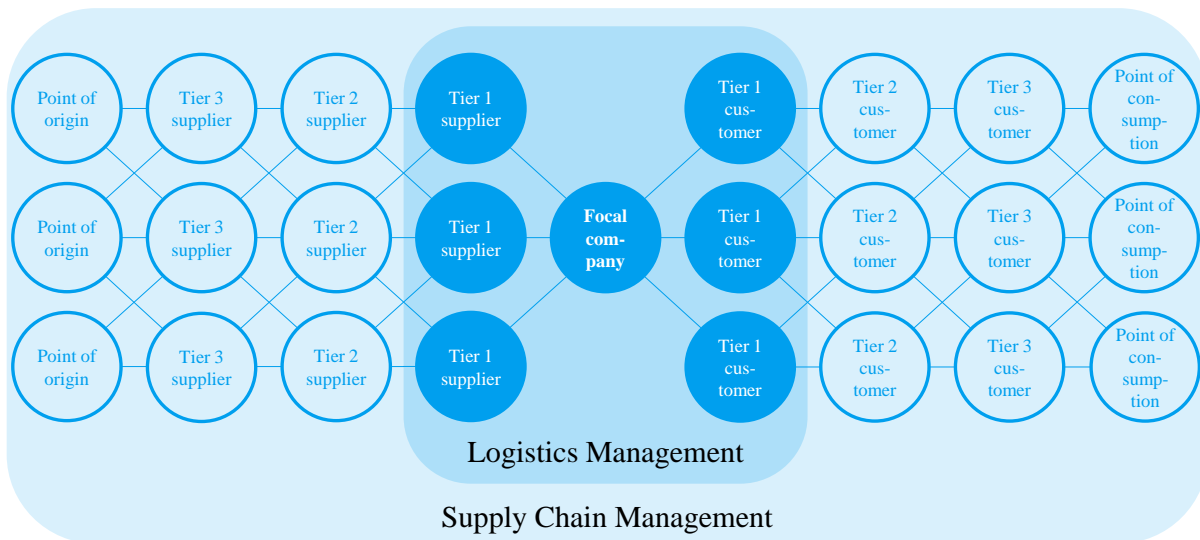 Point of
origin
Tier 3
supplier
Tier 2
supplier
Tier 1
supplier
Tier 1
cus-
tomer
Tier 2
cus-
tomer
Tier 3
cus-
tomer
Point of
con-
sump-
tion
Point of
origin
Tier 3
supplier
Tier 2
supplier
Tier 1
supplier
Focal
com-
pany
Tier 1
cus-
tomer
Tier 2
cus-
tomer
Tier 3
cus-
tomer
Point of
con-
sump-
tion
Point of
origin
Tier 3
supplier
Tier 2
supplier
Tier 1
supplier
Tier 1
cus-
tomer
Tier 2
cus-
tomer
Tier 3
cus-
tomer
Point of
con-
sump-
tion
Logistics Management
Supply Chain Management